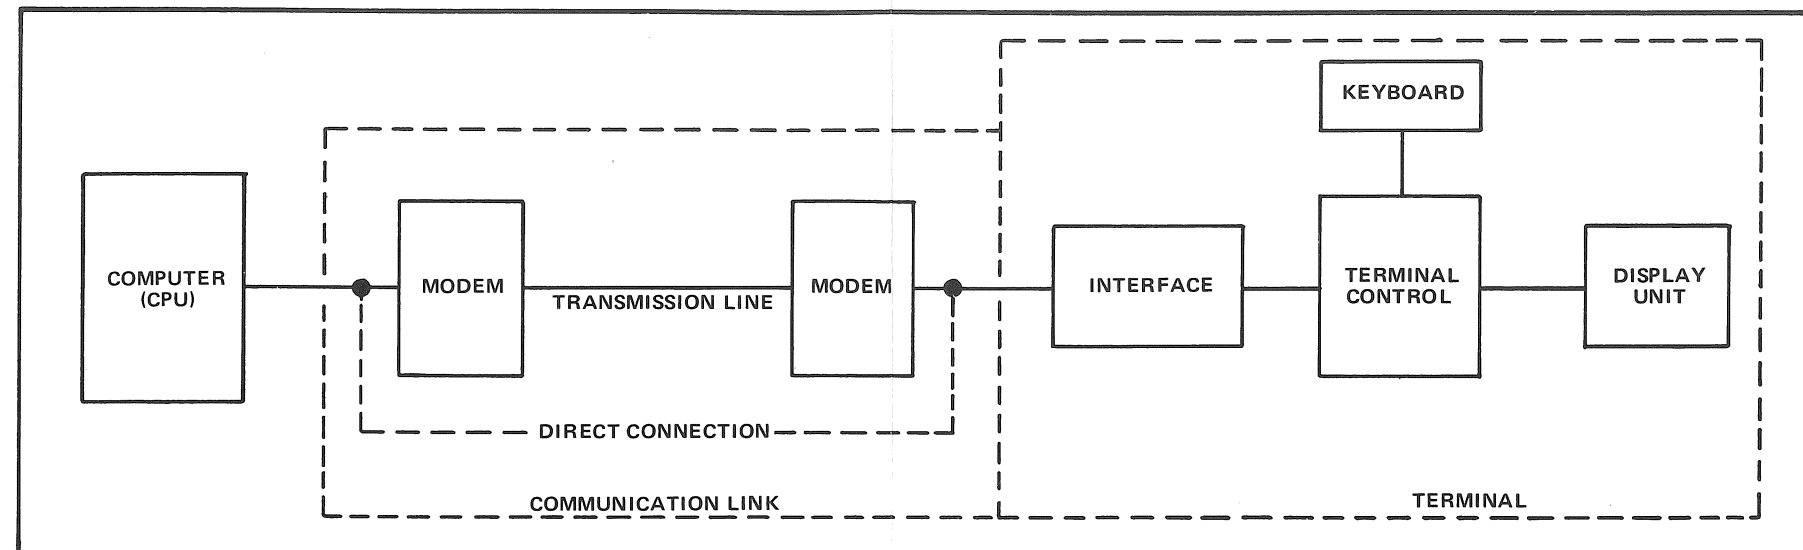 KEYBOARD
COMPUTER
(CPU)
MODEM
TRANSMISSION LINE
MODEM
INTERFACE
TERMINAL
CONTROL
DISPLAY
UNIT
DIRECT CONNECTION
COMMUNICATION LINK
TERMINAL